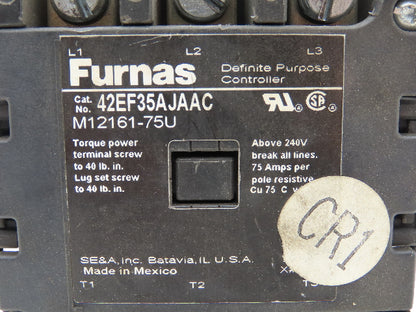 L1 L2 L3
Furnas
Definite Purpose
Controller
Cat.
No. 42EF35AJAAC
M12161-75U
Torque power
terminal screw
to 40 lb. in.
Lug set screw
to 40 lb. in.
Above 240V
break all lines.
75 Amps per
pole resistive
Cu 75 C
CR1
SE&A, inc. Batavia, IL U.S.A.
Made in Mexico
T1 T2